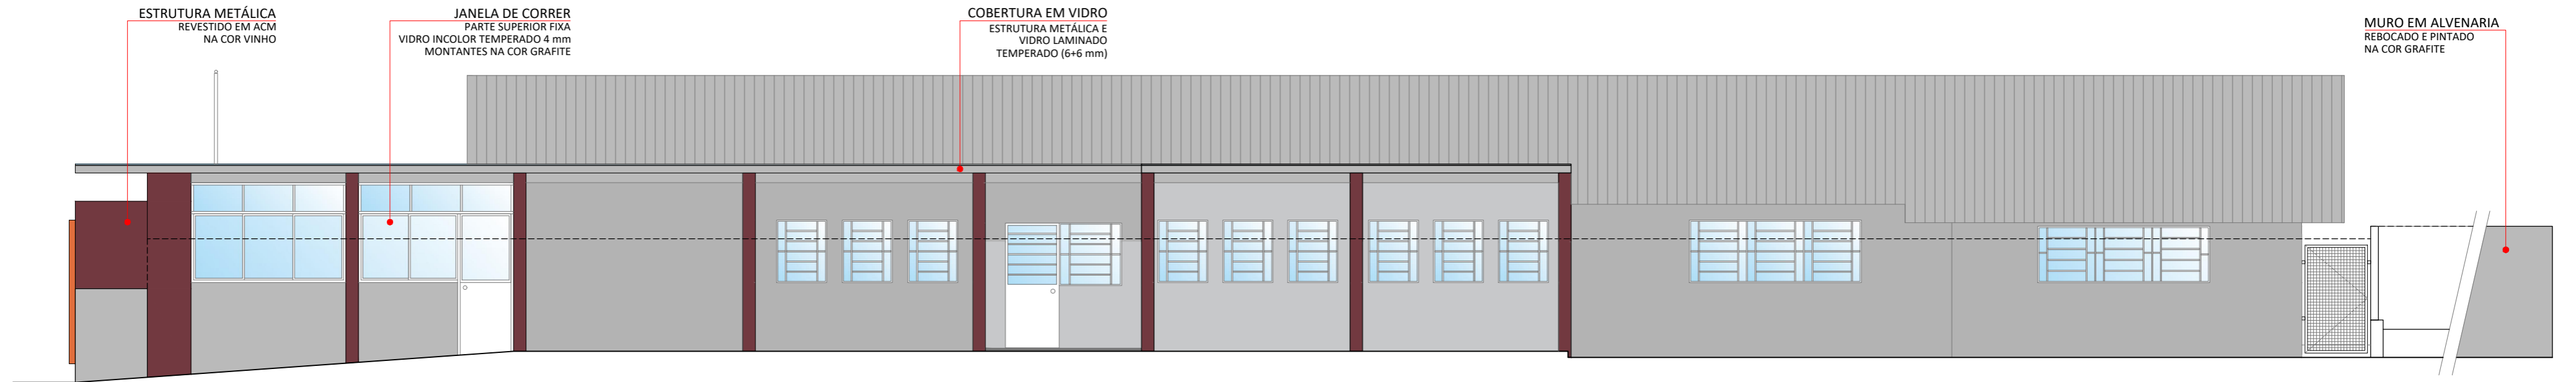 ESTRUTURA METÁLICA
REVESTIDO EM ACM
NA COR VINHO
JANELA DE CORRER
PARTE SUPERIOR FIXA
VIDRO INCOLOR TEMPERADO 4 mm
MONTANTES NA COR GRAFITE
COBERTURA EM VIDRO
ESTRUTURA METÁLICA E
VIDRO LAMINADO
TEMPERADO (6+6 mm)
MURO EM ALVENARIA
REBOCADO E PINTADO
NA COR GRAFITE